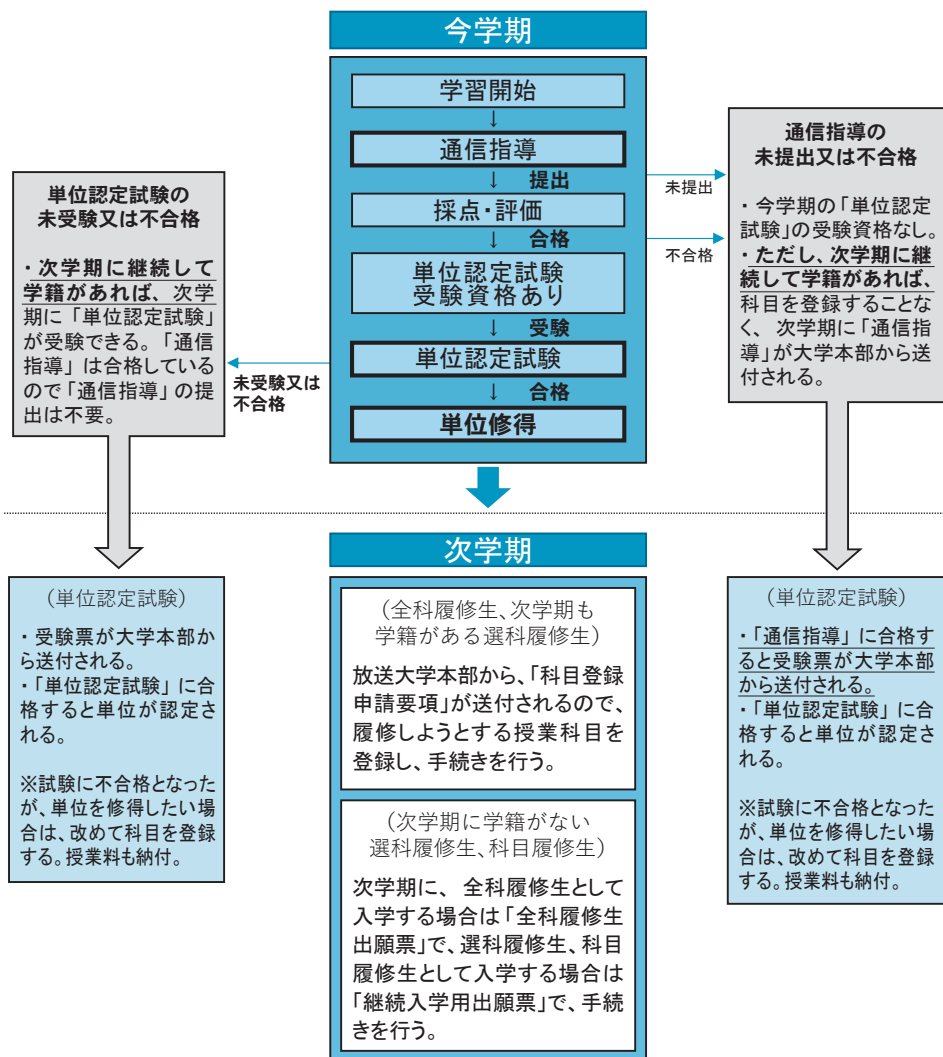 今学期
学習開始
↓
通信指導
↓ 提出
採点・評価
↓ 合格
単位認定試験
受験資格あり
↓ 受験
単位認定試験
↓ 合格
単位修得
未提出
不合格
通信指導の
未提出又は不合格
・今学期の「単位認定
試験」の受験資格なし。
・ただし、次学期に継
続して学籍があれば、
科目を登録することな
く、次学期に「通信指
導」が大学本部から送
付される。
未受験又は
不合格
単位認定試験の
未受験又は不合格
・次学期に継続して
学籍があれば、次学
期に「単位認定試験」
が受験できる。「通信
指導」は合格している
ので「通信指導」の提
出は不要。
(単位認定試験)
・受験票が大学本部か
ら送付される。
・「単位認定試験」に合
格すると単位が認定さ
れる。
※試験に不合格となった
が、単位を修得したい場
合は、改めて科目を登録
する。授業料も納付。
次学期
(全科履修生、次学期も
学籍がある選科履修生)
放送大学本部から、「科目登録
申請要項」が送付されるので、
履修しようとする授業科目を
登録し、手続きを行う。
(次学期に学籍がない
選科履修生、科目履修生)
次学期に、全科履修生として
入学する場合は「全科履修生
出願票」で、選科履修生、科目
履修生として入学する場合は
「継続入学用出願票」で、手続
きを行う。
(単位認定試験)
・「通信指導」に合格す
ると受験票が大学本部
から送付される。
・「単位認定試験」に合
格すると単位が認定さ
れる。
※試験に不合格となった
が、単位を修得したい場
合は、改めて科目を登録
する。授業料も納付。